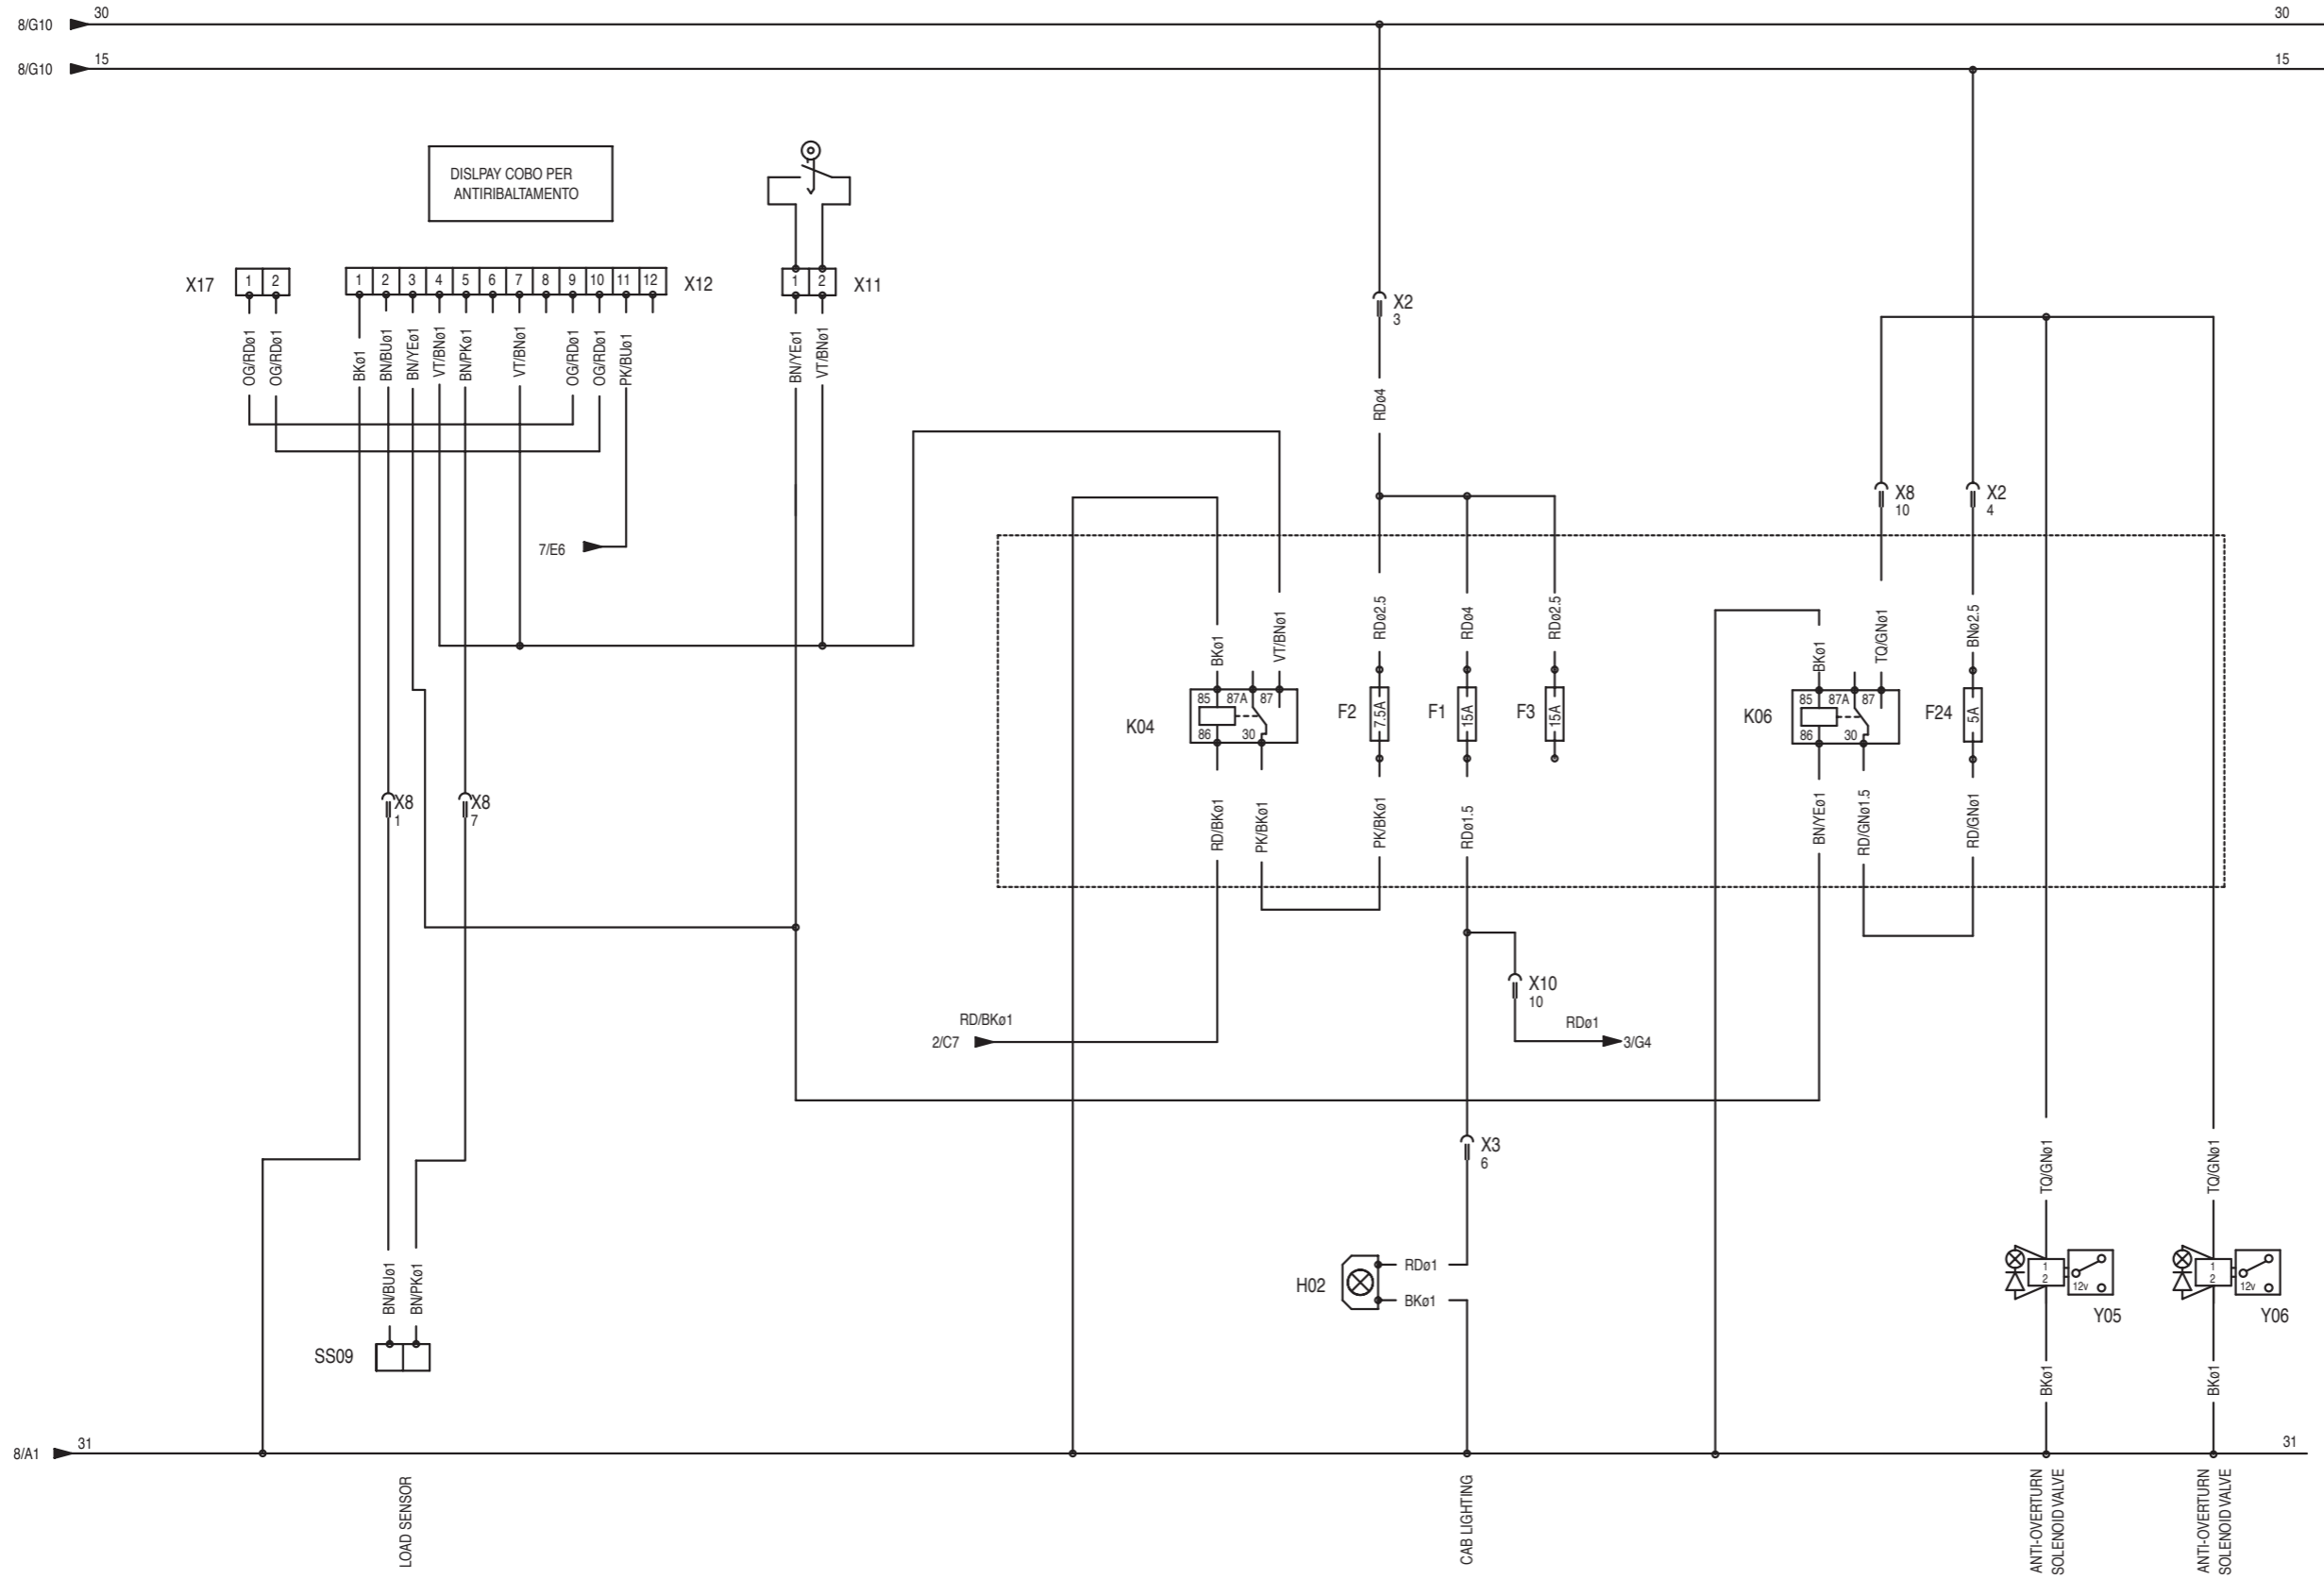 8/G10 30 30
8/G10 15 15
DISLPAY COBO PER
ANTIRIBALTAMENTO
X17 1 2
1 2 3 4 5 6 7 8 9 10 11 12 X12
1 2 X11
OG/RDø1
OG/RDø1
BKø1
BN/BUø1
BN/YEø1
VT/BNø1
BN/PKø1
VT/BNø1
OG/RDø1
OG/RDø1
PK/BUø1
BN/YEø1
VT/BNø1
X2
3
RDø4
X8
10
X2
4
7/E6
BKø1
VT/BNø1
RDø2.5
RDø4
RDø2.5
BKø1
TQ/GNø1
BNø2.5
K04
85 87A 87
86 30
F2
7.5A
F1
15A
F3
15A
K06
85 87A 87
86 30
F24
5A
X8
1
X8
7
RD/BKø1
PK/BKø1
PK/BKø1
RDø1.5
BN/YEø1
RD/GNø1.5
RD/GNø1
X10
10
RD/BKø1
2/C7
RDø1
3/G4
X3
6
TQ/GNø1
TQ/GNø1
BN/BUø1
BN/PKø1
H02
RDø1
BKø1
1
2
12v
Y05
1
2
12v
Y06
SS09
BKø1
BKø1
8/A1 31 31
LOAD SENSOR
CAB LIGHTING
ANTI-OVERTURN
SOLENOID VALVE
ANTI-OVERTURN
SOLENOID VALVE